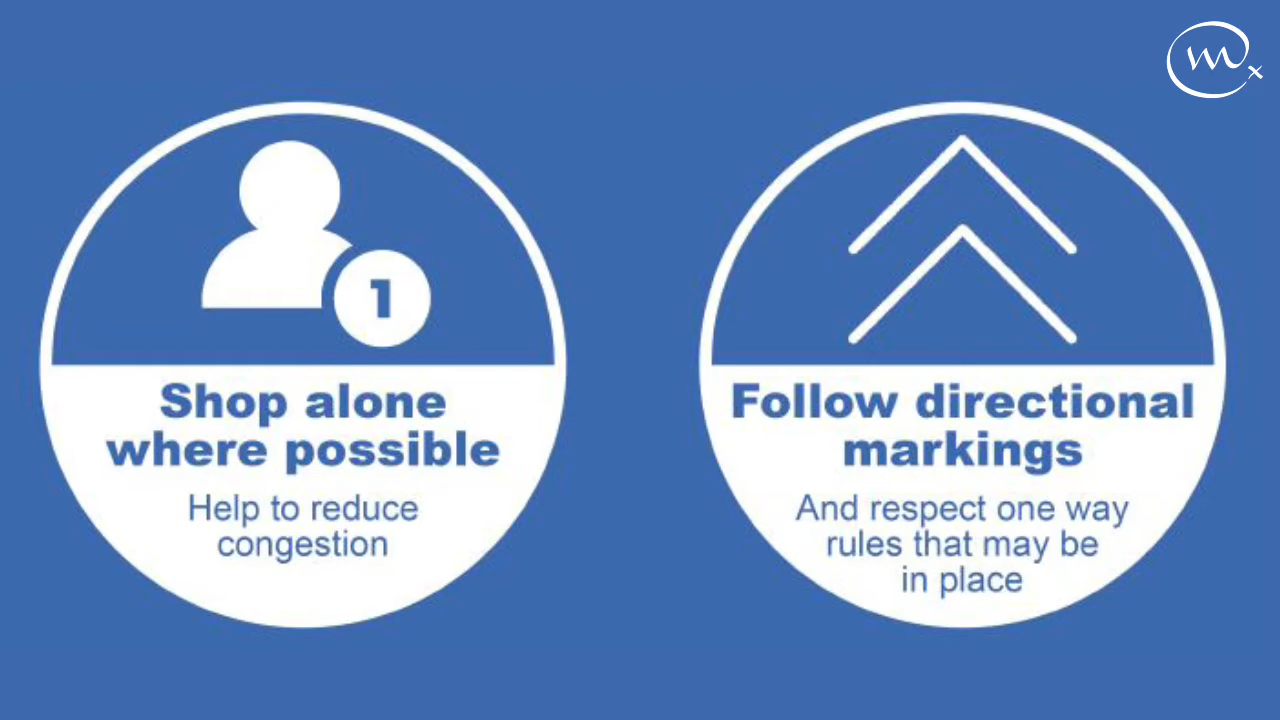 1
Shop alone
where possible
Help to reduce
congestion
Follow directional
markings
And respect one way
rules that may be
in place